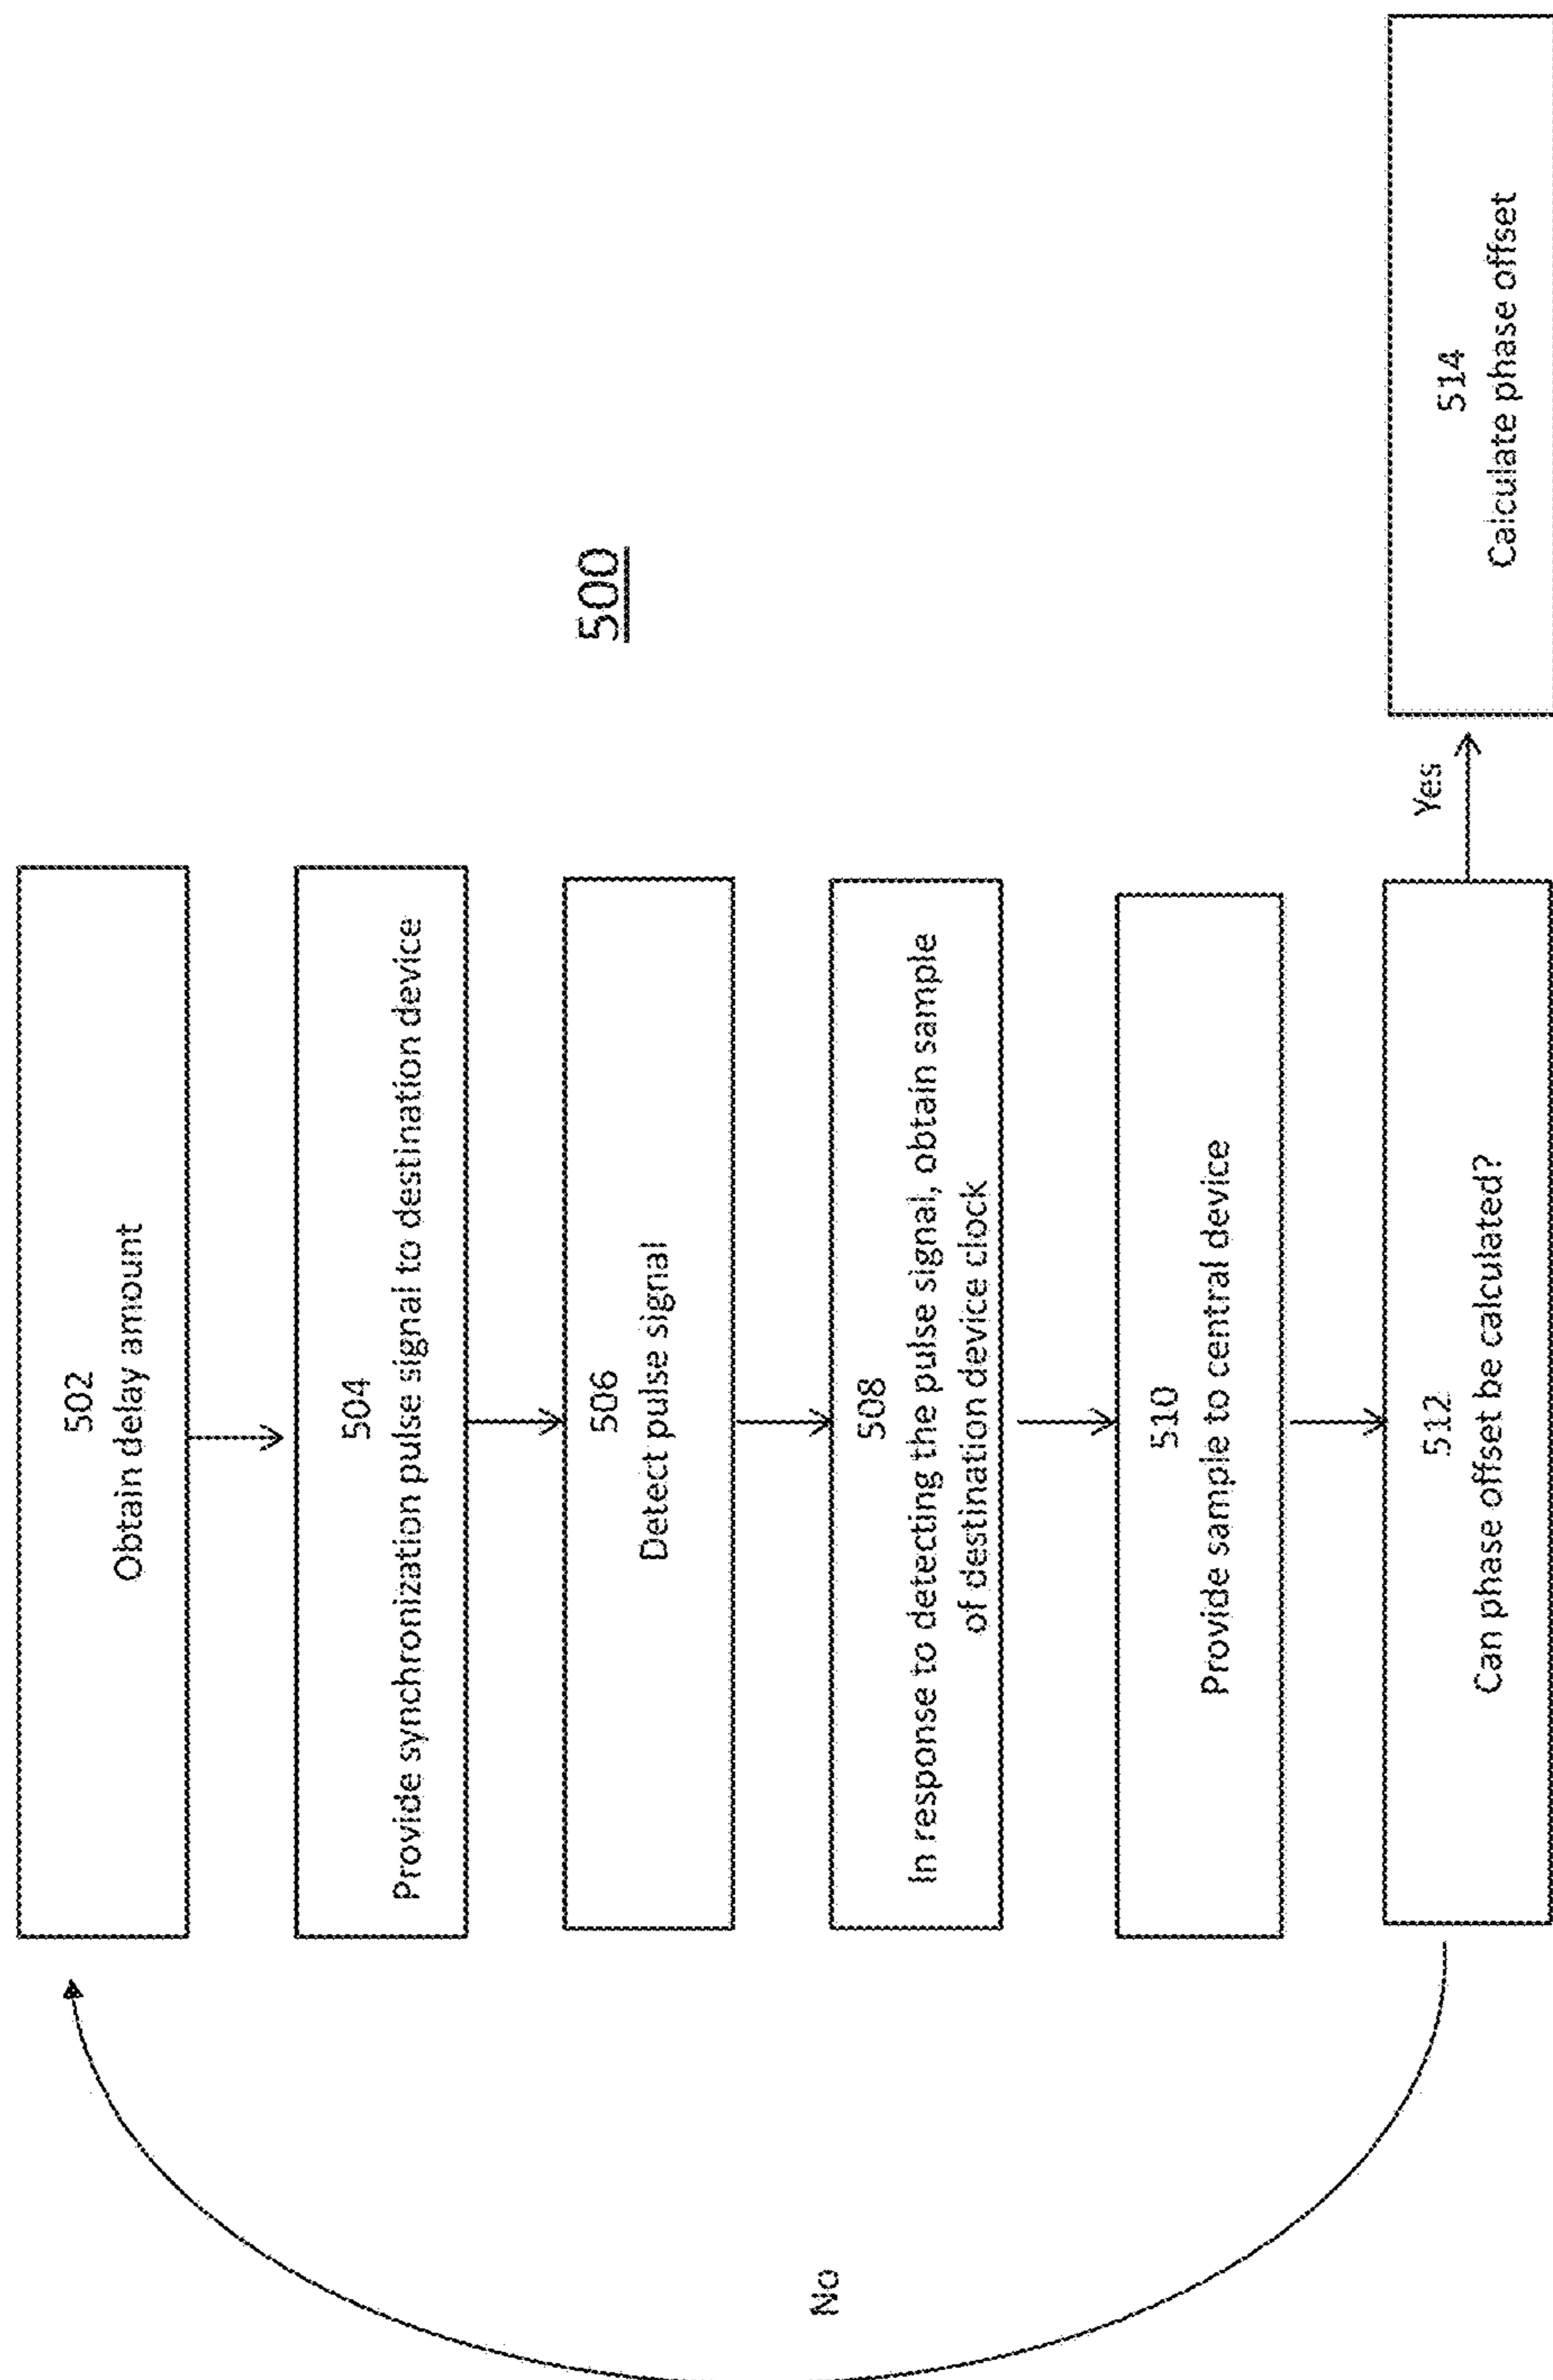 502
Obtain delay amount
504
Provide synchronization pulse signal to destination device
506
Detect pulse signal
508
In response to detecting the pulse signal, obtain sample
of destination device clock
510
Provide sample to central device
512
Can phase offset be calculated?
No
Yes
514
Calculate phase offset
500